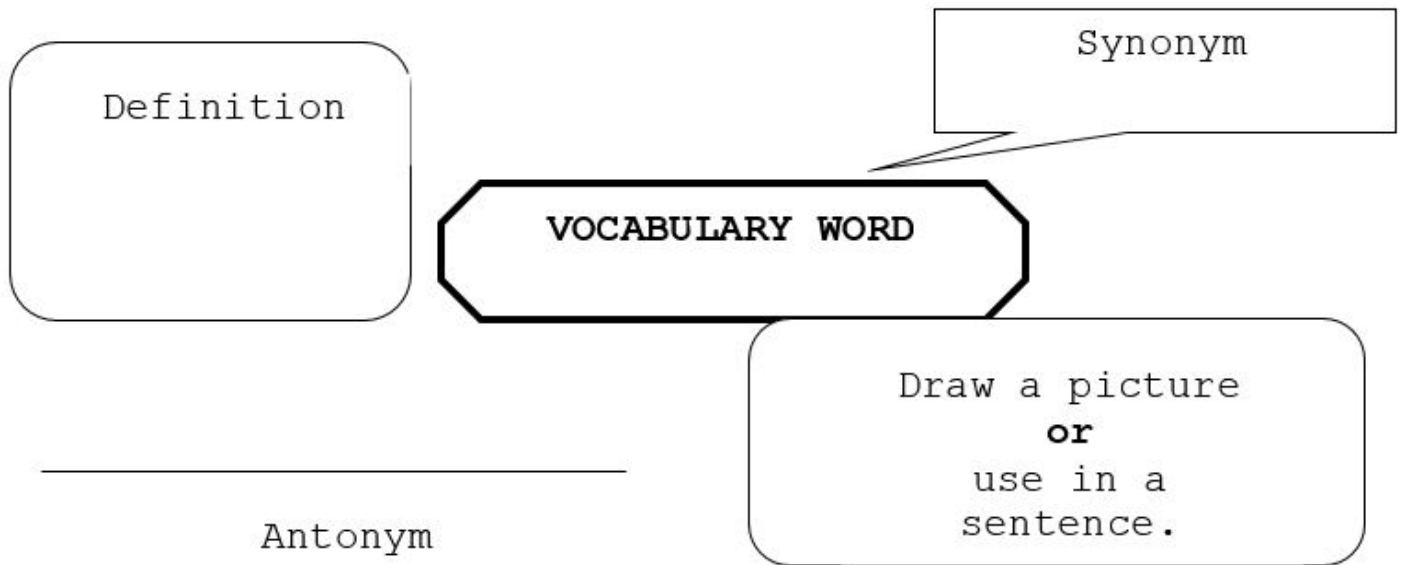 Synonym
Definition
VOCABULARY WORD
Draw a picture
or
use in a
sentence.
Antonym